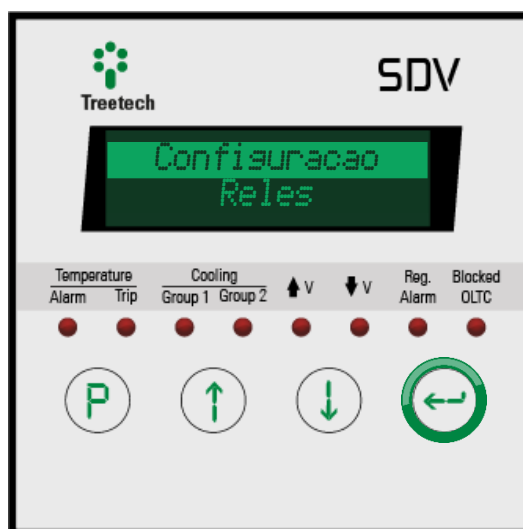 Treetech
SDV
Configuracao
Reles
Temperature
Alarm Trip
Cooling
Group 1 Group 2
V
V
Reg.
Alarm
Blocked
OLTC
P